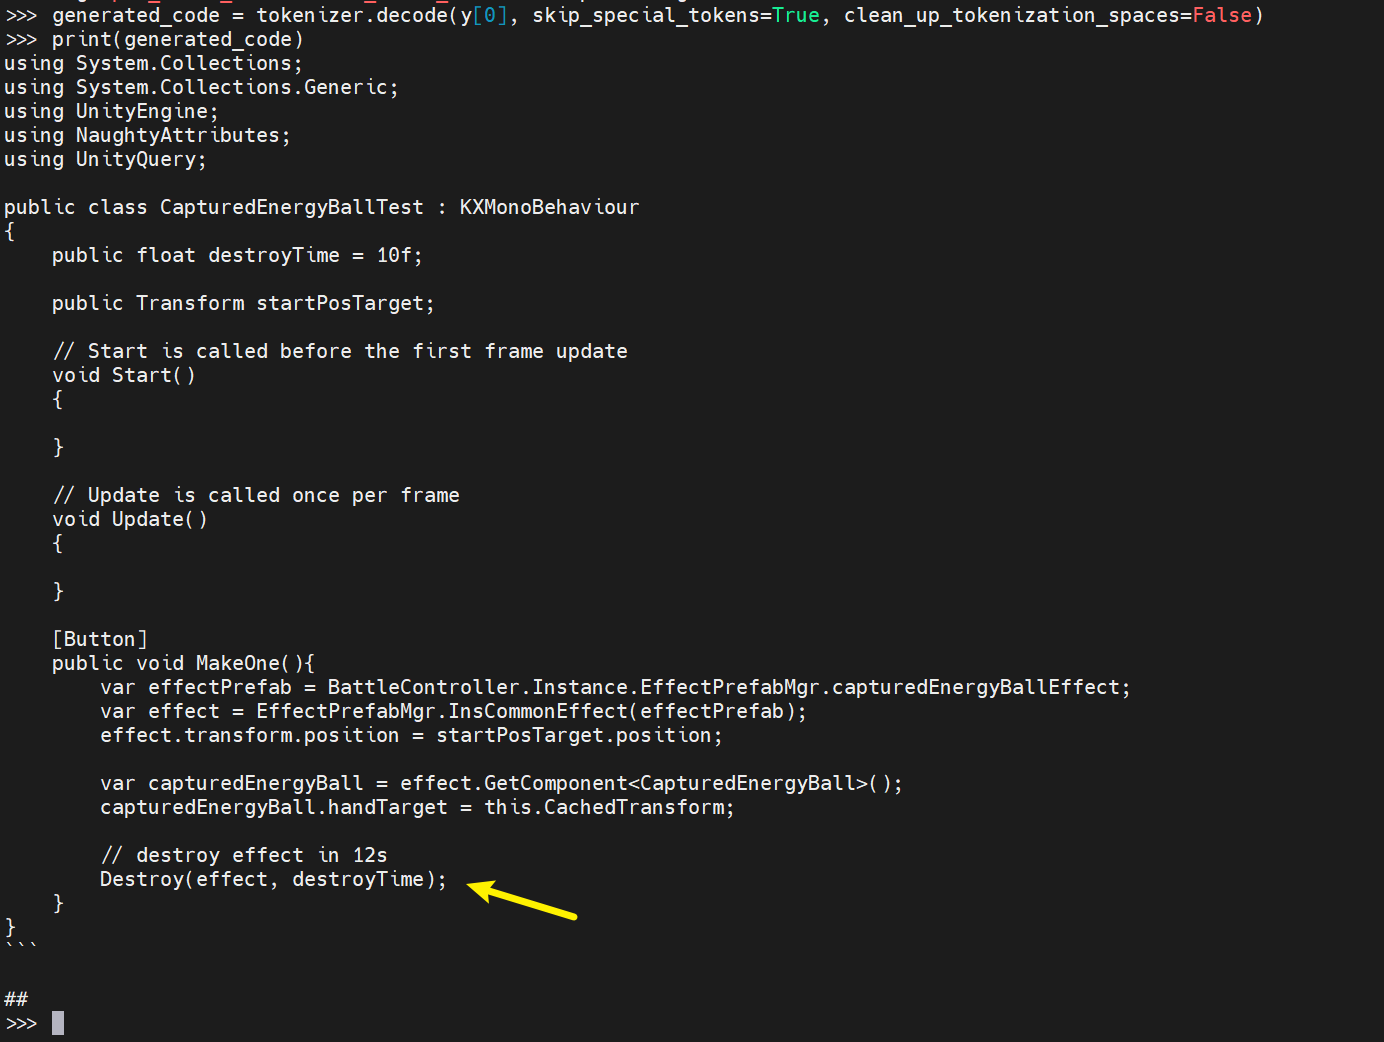 >>> generated_code = tokenizer.decode(y[0], skip_special_tokens=True, clean_up_tokenization_spaces=False)
>>> print(generated_code)
using System.Collections;
using System.Collections.Generic;
using UnityEngine;
using NaughtyAttributes;
using UnityQuery;

public class CapturedEnergyBallTest : KXMonoBehaviour
{
    public float destroyTime = 10f;

    public Transform startPosTarget;

    // Start is called before the first frame update
    void Start()
    {

    }

    // Update is called once per frame
    void Update()
    {

    }

    [Button]
    public void MakeOne(){
        var effectPrefab = BattleController.Instance.EffectPrefabMgr.capturedEnergyBallEffect;
        var effect = EffectPrefabMgr.InsCommonEffect(effectPrefab);
        effect.transform.position = startPosTarget.position;

        var capturedEnergyBall = effect.GetComponent<CapturedEnergyBall>();
        capturedEnergyBall.handTarget = this.CachedTransform;

        // destroy effect in 12s
        Destroy(effect, destroyTime);
    }
}
```

##
>>>